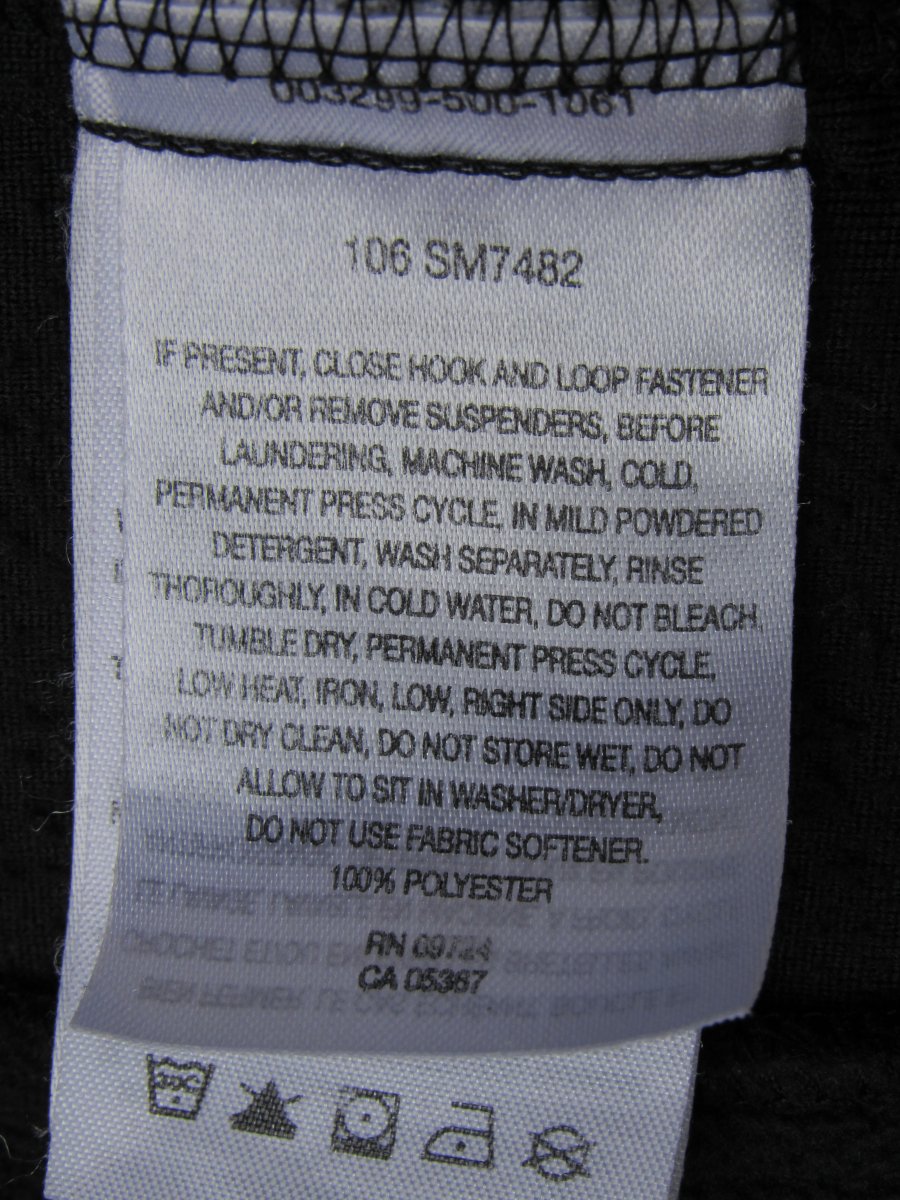 003299-500-1061
106 SM7482
IF PRESENT, CLOSE HOOK AND LOOP FASTENER
AND/OR REMOVE SUSPENDERS, BEFORE
LAUNDERING, MACHINE WASH, COLD,
PERMANENT PRESS CYCLE, IN MILD POWDERED
DETERGENT, WASH SEPARATELY, RINSE
THOROUGHLY, IN COLD WATER, DO NOT BLEACH,
TUMBLE DRY, PERMANENT PRESS CYCLE,
LOW HEAT, IRON, LOW, RIGHT SIDE ONLY, DO
NOT DRY CLEAN, DO NOT STORE WET, DO NOT
ALLOW TO SIT IN WASHER/DRYER,
DO NOT USE FABRIC SOFTENER.
100% POLYESTER
RN 09724
CA 05367
30C